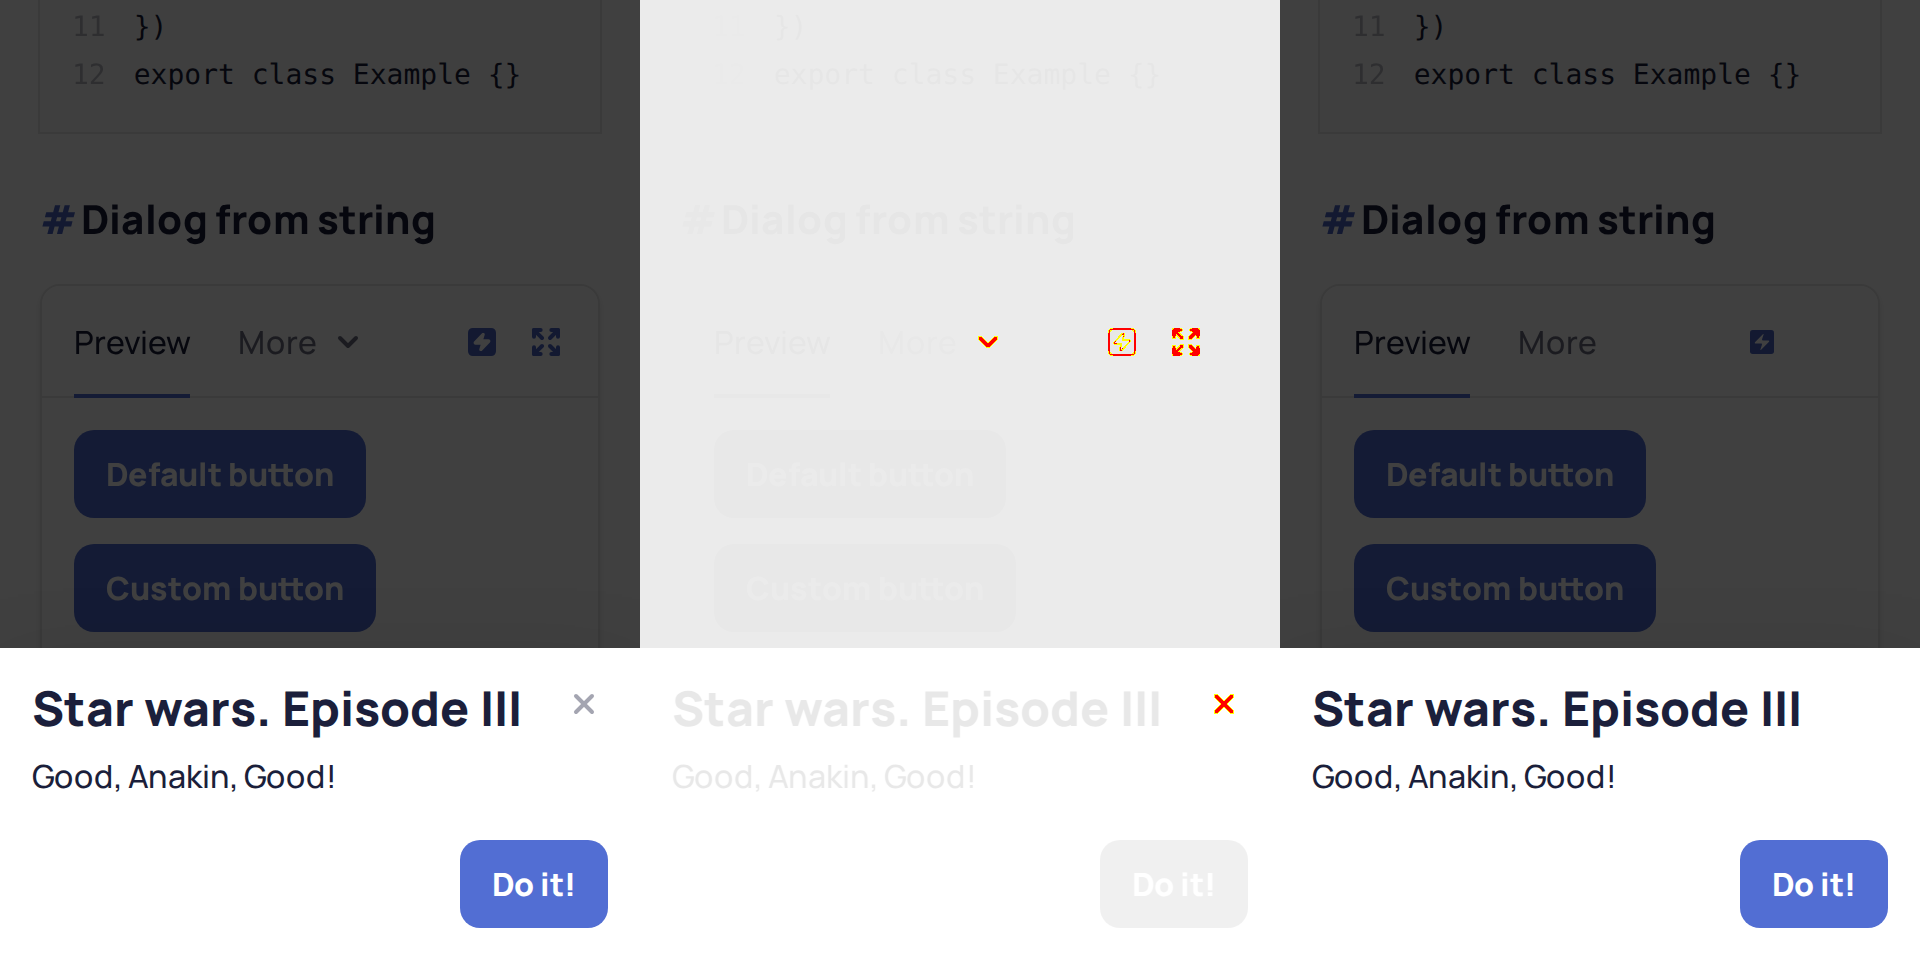 11 })
12 export class Example {}
# Dialog from string
Preview More
Default button
Custom button
Star wars. Episode III
Good, Anakin, Good!
Do it!
})
export class Example {}
# Dialog from string
Preview More
Default button
Custom button
Star wars. Episode III
Good, Anakin, Good!
Do it!
11 })
12 export class Example {}
# Dialog from string
Preview More
Default button
Custom button
Star wars. Episode III
Good, Anakin, Good!
Do it!